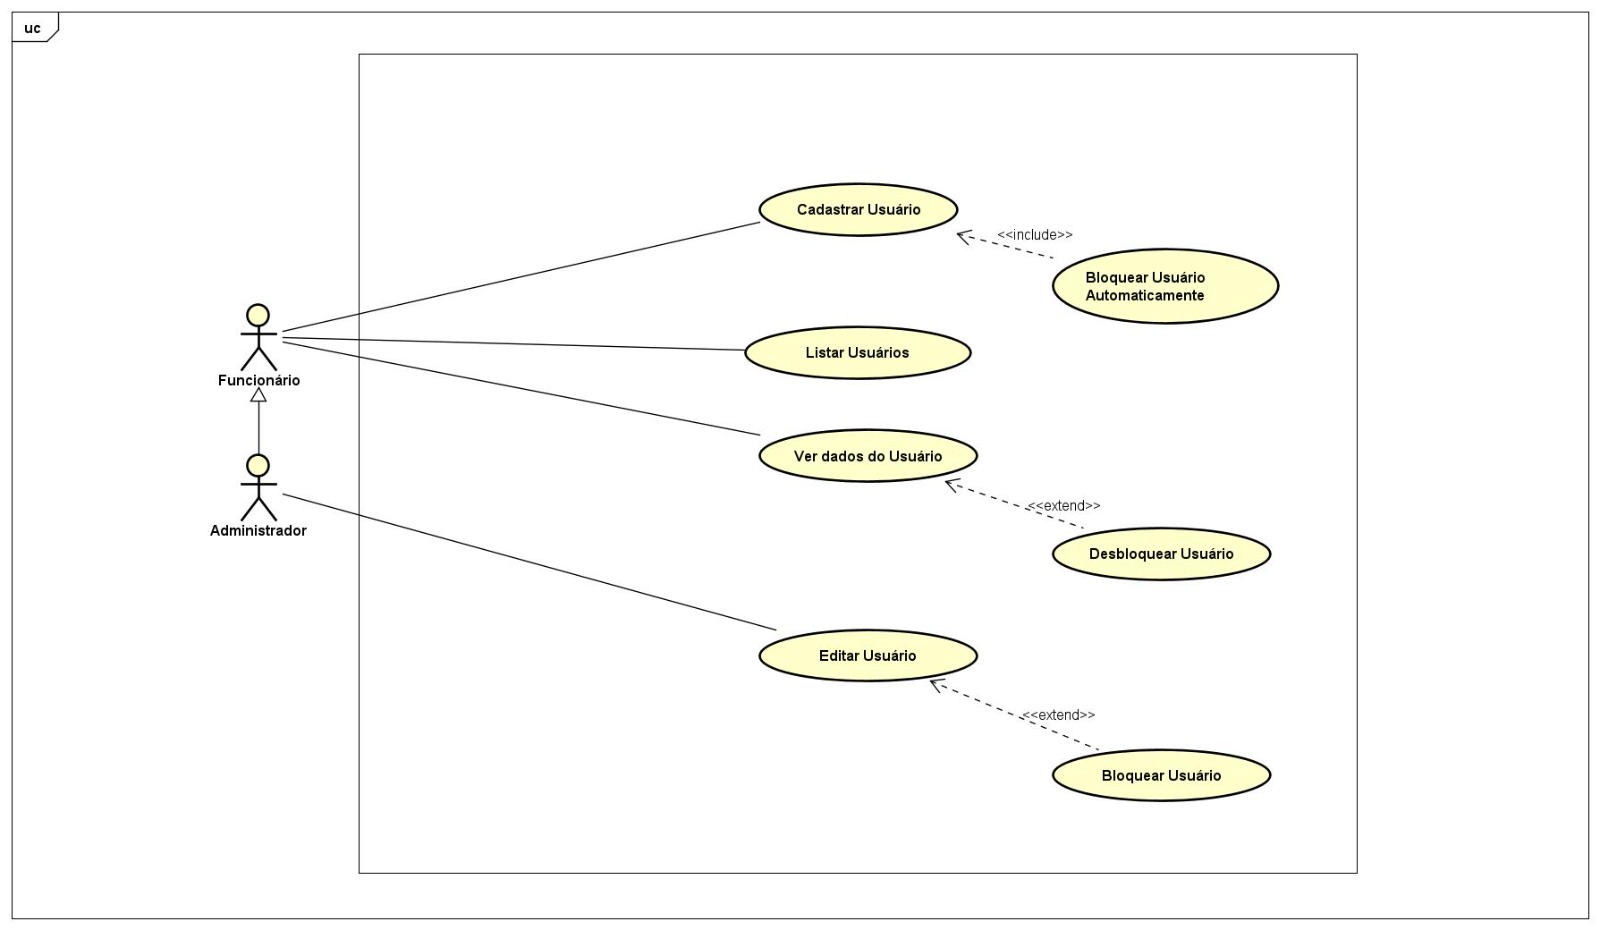 uc
Cadastrar Usuário
<<include>>
Bloquear Usuário
Automaticamente
Listar Usuários
Funcionário
Ver dados do Usuário
<<extend>>
Administrador
Desbloquear Usuário
Editar Usuário
<<extend>>
Bloquear Usuário